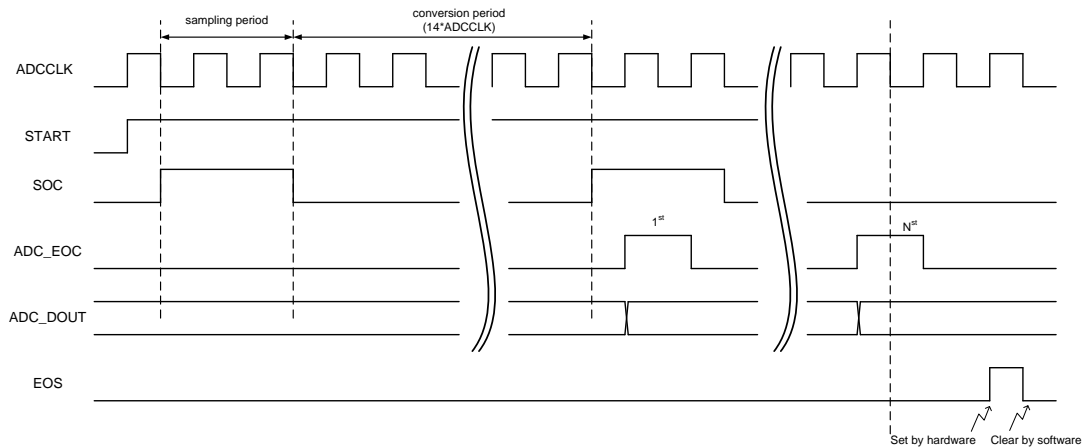 sampling period
conversion period
(14*ADCCLK)
ADCCLK
START
SOC
ADC_EOC
1st
Nst
ADC_DOUT
EOS
Set by hardware
Clear by software